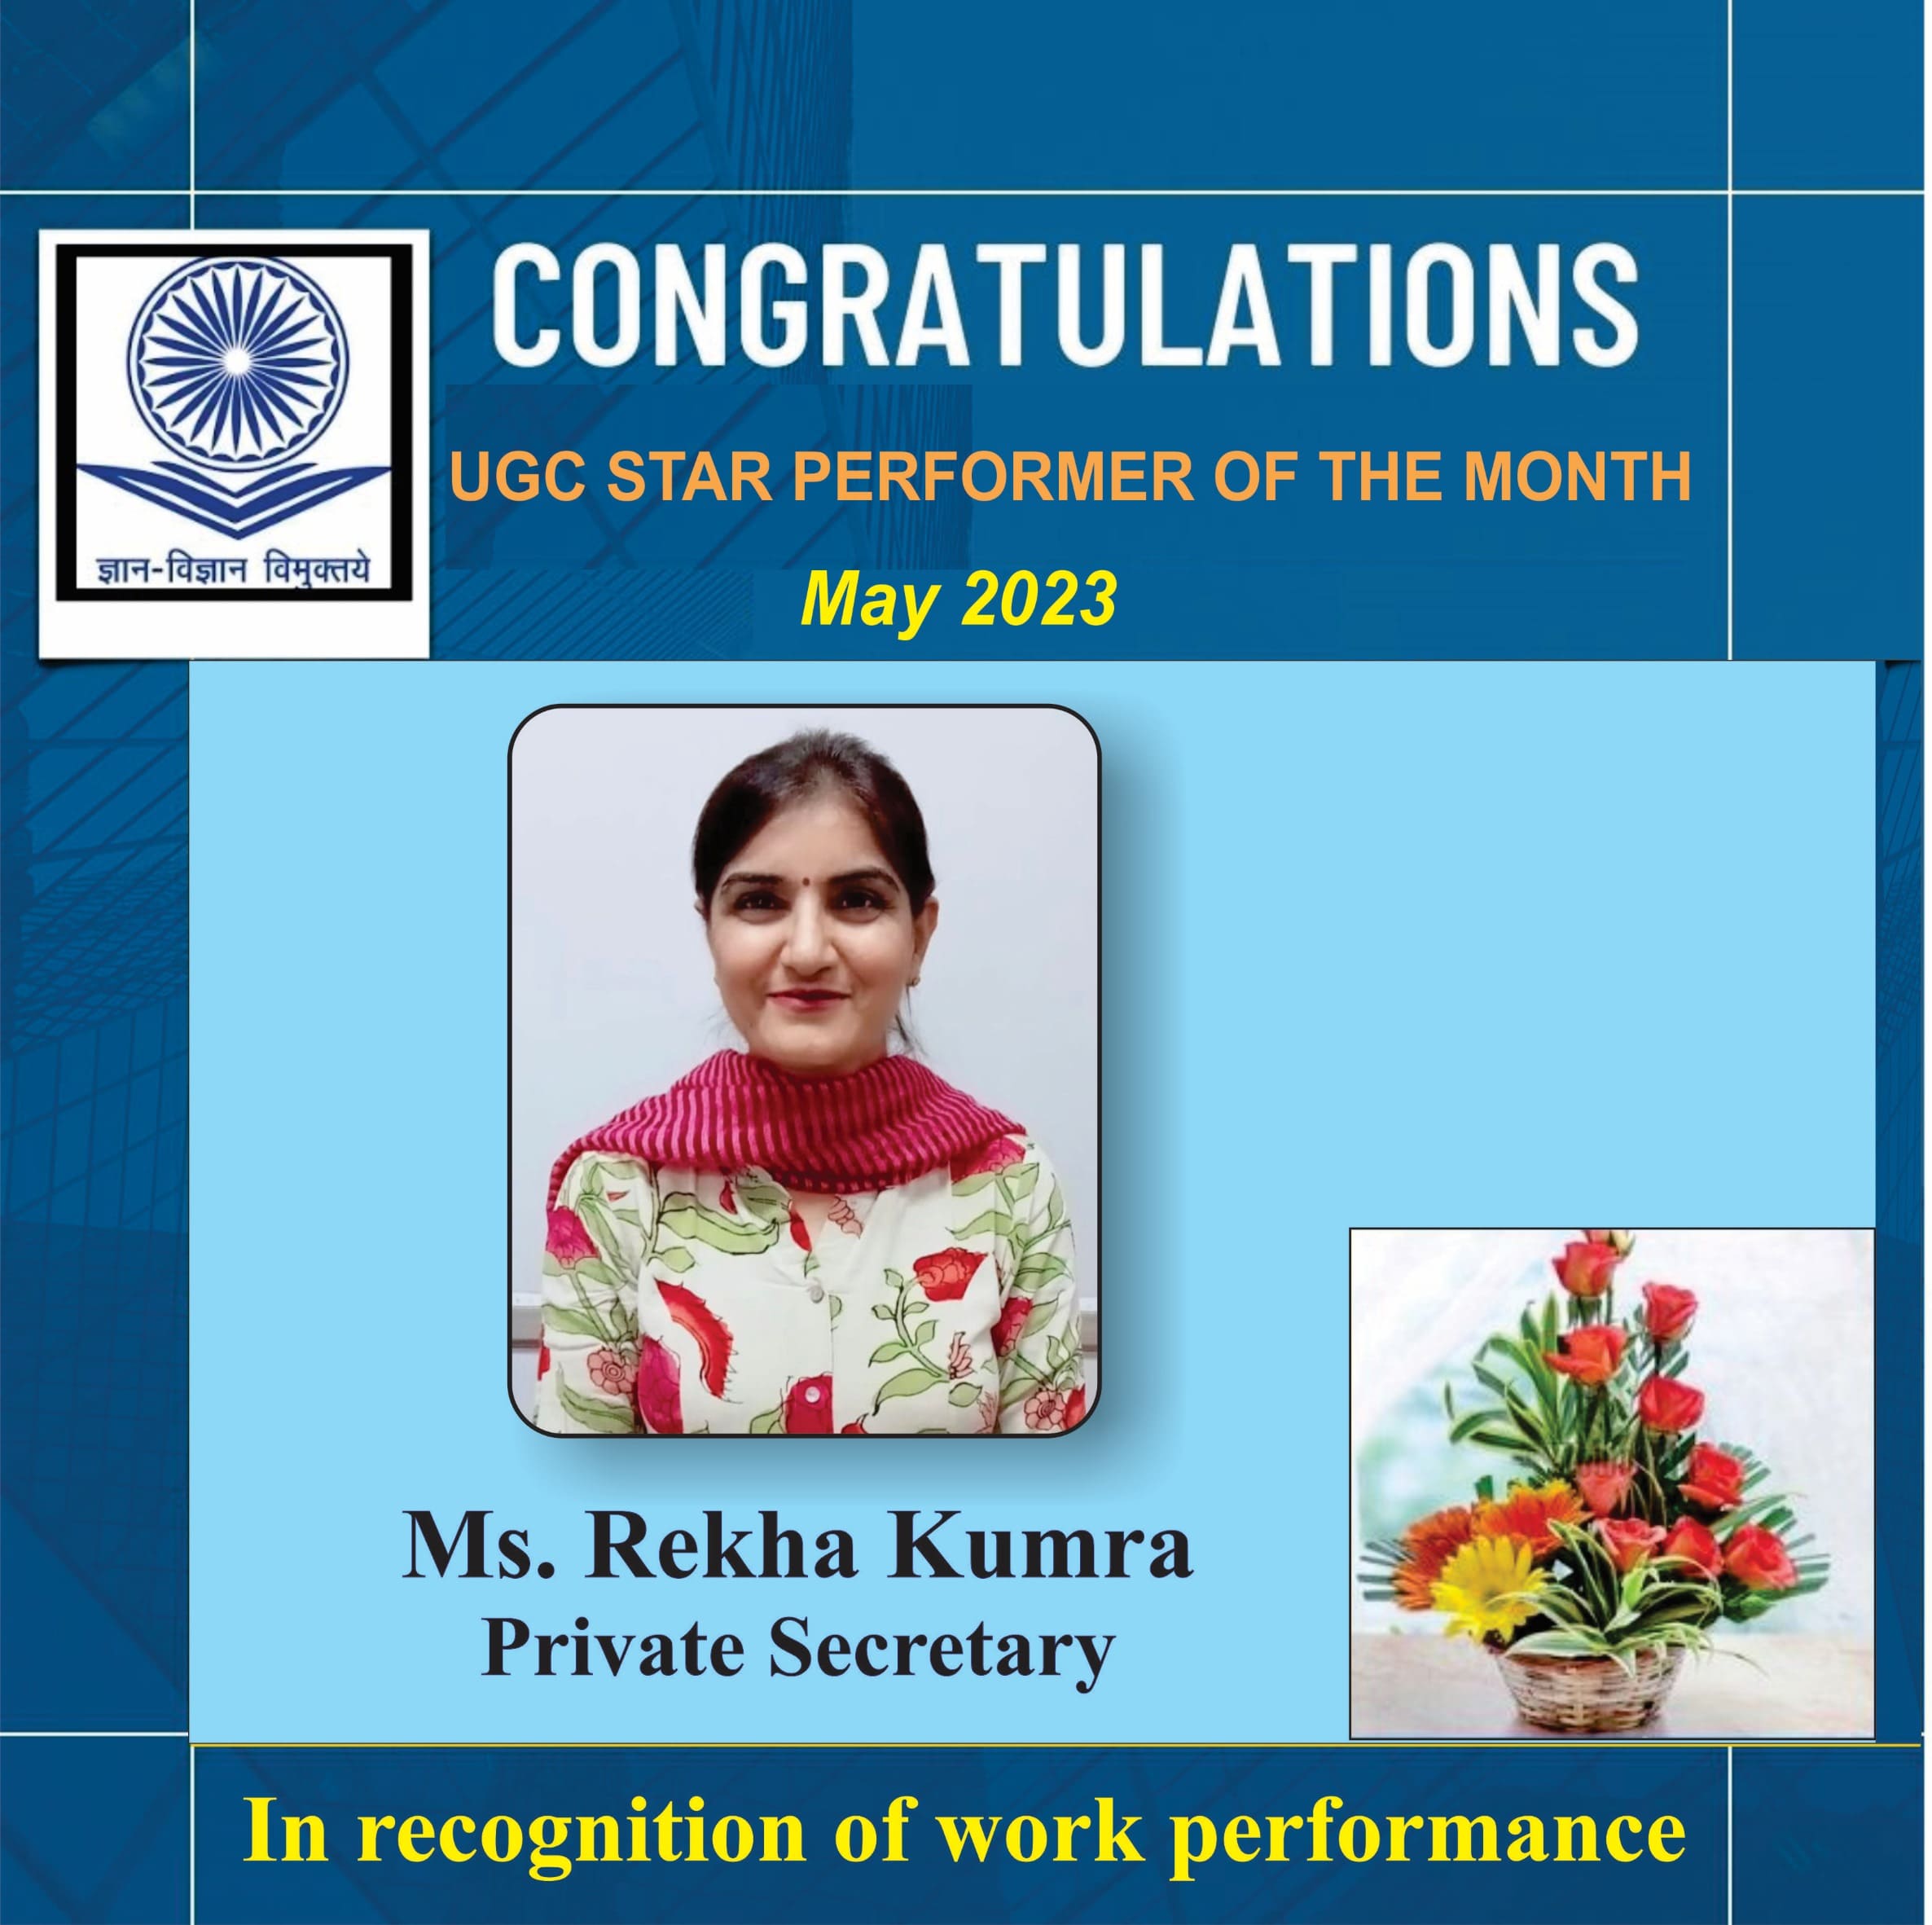 CONGRATULATIONS
UGC STAR PERFORMER OF THE MONTH
May 2023
ज्ञान-विज्ञान विमुक्तये
Ms. Rekha Kumra
Private Secretary
In recognition of work performance